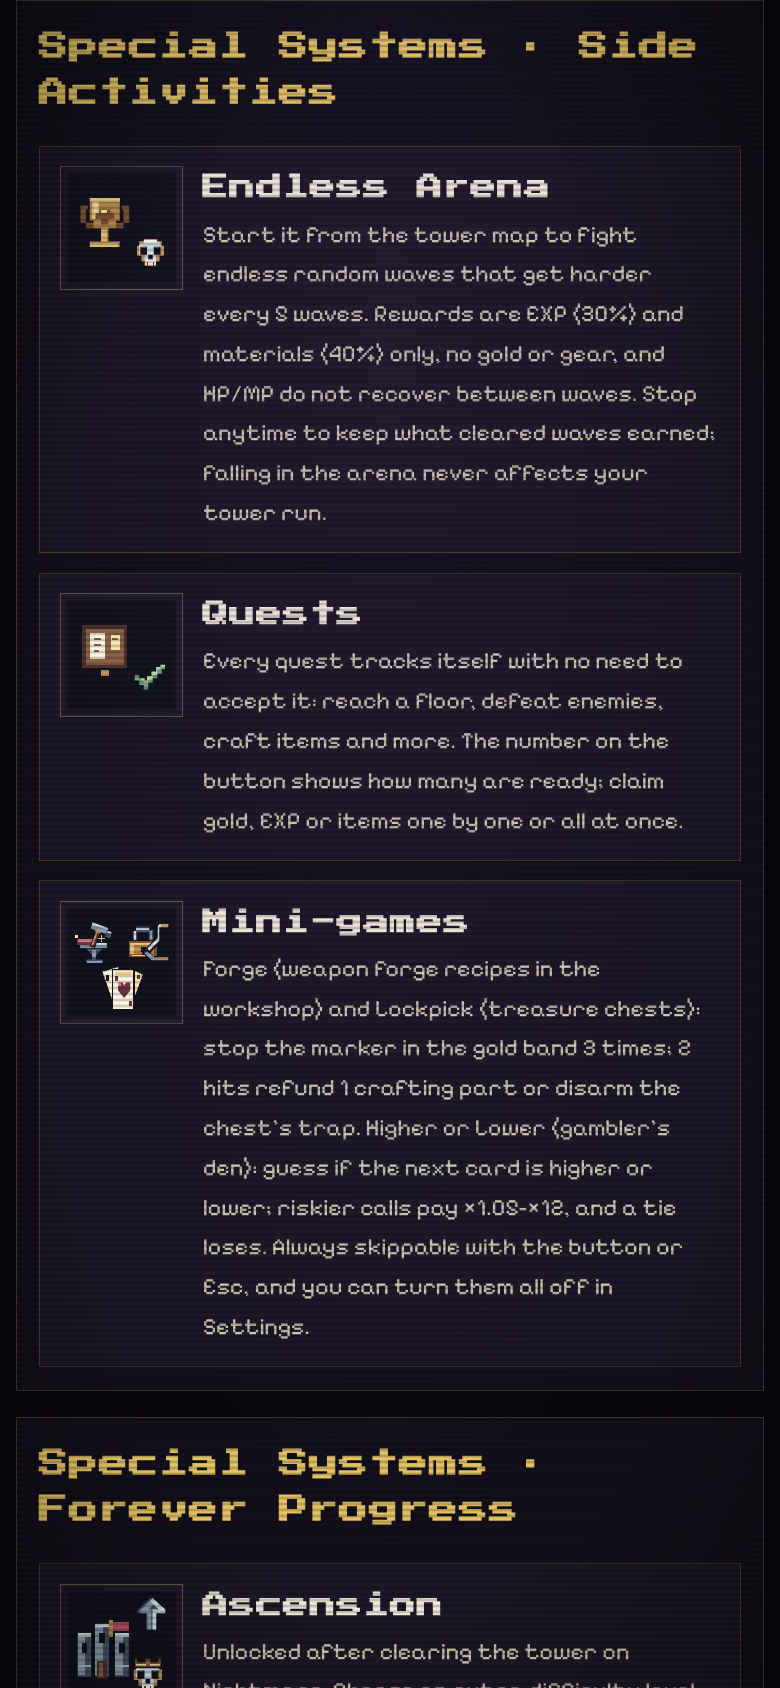 Special Systems · Side
Activities
Endless Arena
Start it from the tower map to fight
endless random waves that get harder
every 5 waves. Rewards are EXP (30%) and
materials (40%) only, no gold or gear, and
HP/MP do not recover between waves. Stop
anytime to keep what cleared waves earned;
falling in the arena never affects your
tower run.
Quests
Every quest tracks itself with no need to
accept it: reach a floor, defeat enemies,
craft items and more. The number on the
button shows how many are ready; claim
gold, EXP or items one by one or all at once.
Mini-games
Forge (weapon forge recipes in the
workshop) and Lockpick (treasure chests):
stop the marker in the gold band 3 times; 2
hits refund 1 crafting part or disarm the
chest's trap. Higher or Lower (gambler's
den): guess if the next card is higher or
lower; riskier calls pay ×1.05-×12, and a tie
loses. Always skippable with the button or
Esc, and you can turn them all off in
Settings.
Special Systems ·
Forever Progress
Ascension
Unlocked after clearing the tower on